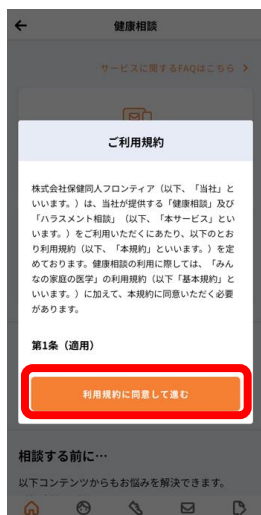 健康相談
サービスに関するFAQはこちら
ご利用規約
株式会社保健同人フロンティア（以下、「当社」と
いいます。）は、当社が提供する「健康相談」及び
「ハラスメント相談」（以下、「本サービス」とい
います。）をご利用いただくにあたり、以下のとお
り利用規約（以下、「本規約」といいます。）を定
めております。健康相談の利用に際しては、「みん
なの家庭の医学」の利用規約（以下「基本規約」と
いいます。）に加えて、本規約に同意いただく必要
があります。
第1条（適用）
利用規約に同意して進む
相談する前に…
以下コンテンツからもお悩みを解決できます。